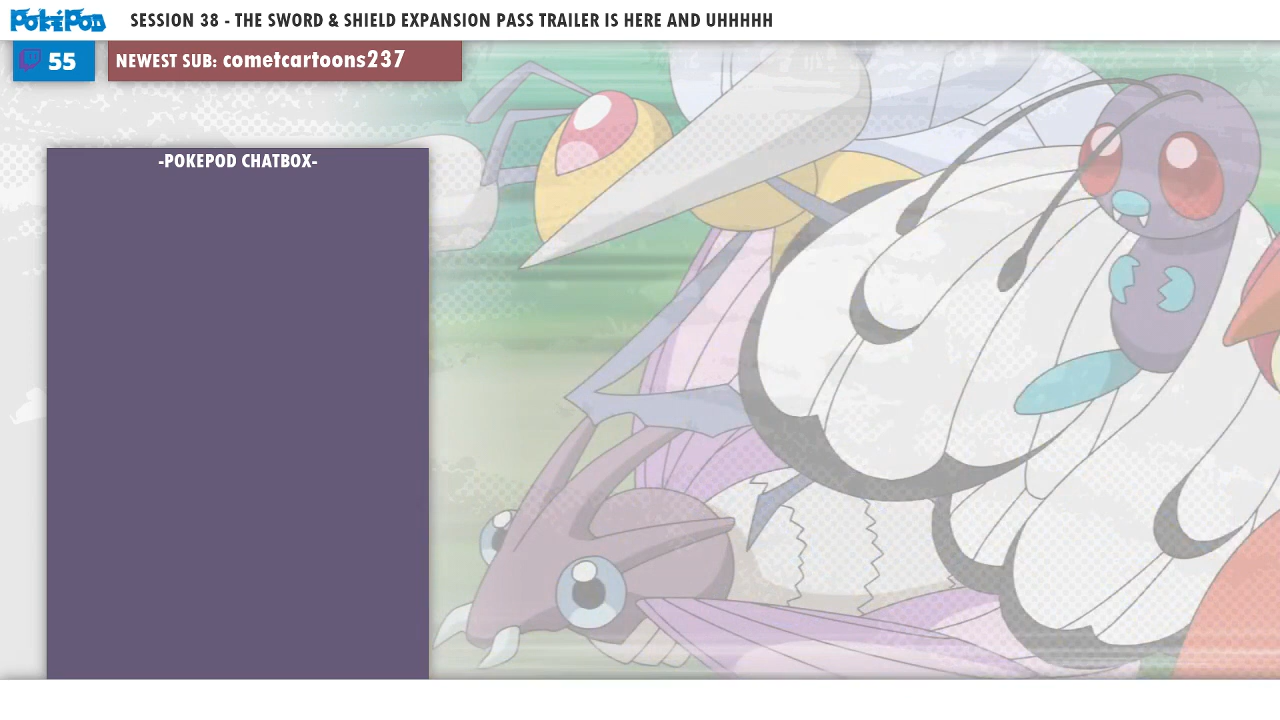 PokéPod
SESSION 38 - THE SWORD & SHIELD EXPANSION PASS TRAILER IS HERE AND UHHHHH
55
NEWEST SUB: cometcartoons237
-POKEPOD CHATBOX-